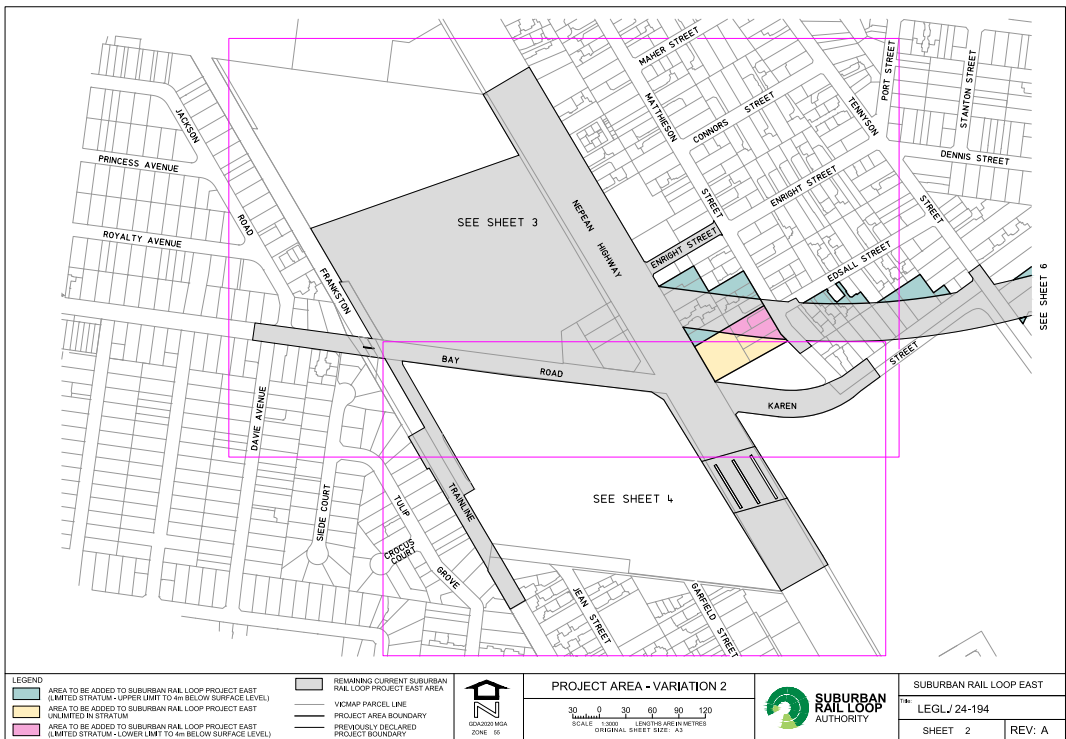 MAHER STREET
PORT STREET
STANTON STREET
MATTHIESON
STREET
CONNORS STREET
TENNYSON
STREET
DENNIS STREET
JACKSON
ROAD
PRINCESS AVENUE
ENRIGHT STREET
ROYALTY AVENUE
SEE SHEET 3
NEPEAN
HIGHWAY
ENRIGHT STREET
EDSALL STREET
FRANKSTON
SEE SHEET 6
BAY
ROAD
STREET
KAREN
DAVIE AVENUE
SEE SHEET 4
TRAINLINE
TULIP
GROVE
SIEDE COURT
CROCUS
COURT
JEAN STREET
GARFIELD STREET
LEGEND
AREA TO BE ADDED TO SUBURBAN RAIL LOOP PROJECT EAST
(LIMITED STRATUM - UPPER LIMIT TO 4m BELOW SURFACE LEVEL)
AREA TO BE ADDED TO SUBURBAN RAIL LOOP PROJECT EAST
UNLIMITED IN STRATUM
AREA TO BE ADDED TO SUBURBAN RAIL LOOP PROJECT EAST
(LIMITED STRATUM - LOWER LIMIT TO 4m BELOW SURFACE LEVEL)
REMAINING CURRENT SUBURBAN
RAIL LOOP PROJECT EAST AREA
VICMAP PARCEL LINE
PROJECT AREA BOUNDARY
PREVIOUSLY DECLARED
PROJECT BOUNDARY
N
GDA2020 MGA
ZONE 55
PROJECT AREA - VARIATION 2
30 0 30 60 90 120
SCALE 1:3000 LENGTHS ARE IN METRES
ORIGINAL SHEET SIZE: A3
SUBURBAN
RAIL LOOP
AUTHORITY
SUBURBAN RAIL LOOP EAST
Title:
LEGL./ 24-194
SHEET 2
REV: A